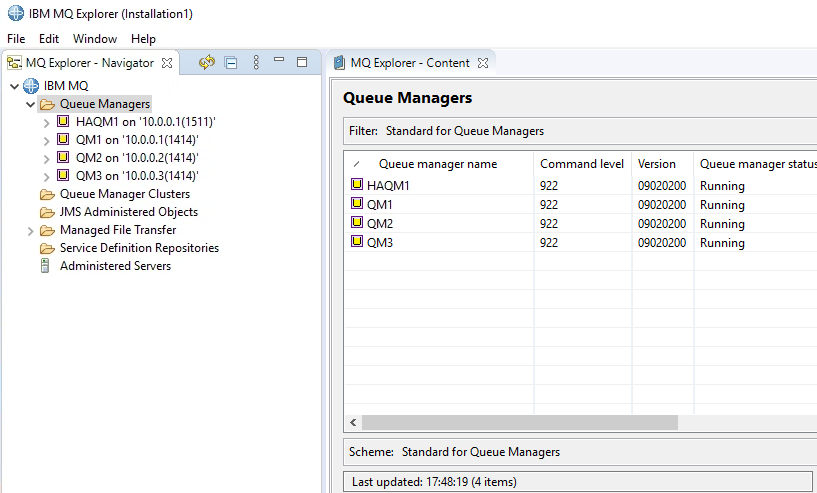 IBM MQ Explorer (Installation1)
File Edit Window Help
MQ Explorer - Navigator
IBM MQ
Queue Managers
HAQM1 on '10.0.0.1(1511)'
QM1 on '10.0.0.1(1414)'
QM2 on '10.0.0.2(1414)'
QM3 on '10.0.0.3(1414)'
Queue Manager Clusters
JMS Administered Objects
Managed File Transfer
Service Definition Repositories
Administered Servers
MQ Explorer - Content
Queue Managers
Filter: Standard for Queue Managers
Queue manager name Command level Version Queue manager status
HAQM1 922 09020200 Running
QM1 922 09020200 Running
QM2 922 09020200 Running
QM3 922 09020200 Running
Scheme: Standard for Queue Managers
Last updated: 17:48:19 (4 items)